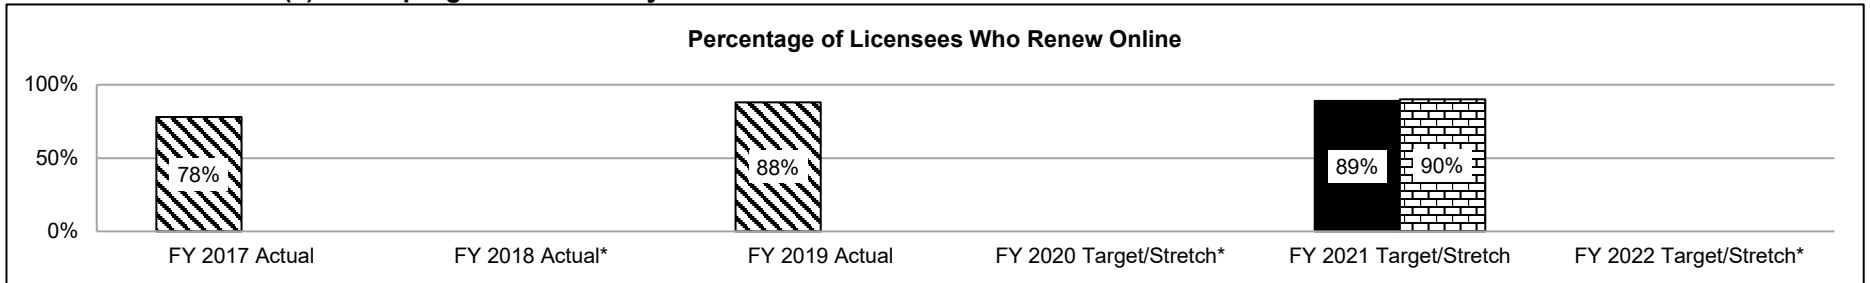 Percentage of Licensees Who Renew Online
100%
50%
0%
78%
88%
89%
90%
FY 2017 Actual
FY 2018 Actual*
FY 2019 Actual
FY 2020 Target/Stretch*
FY 2021 Target/Stretch
FY 2022 Target/Stretch*